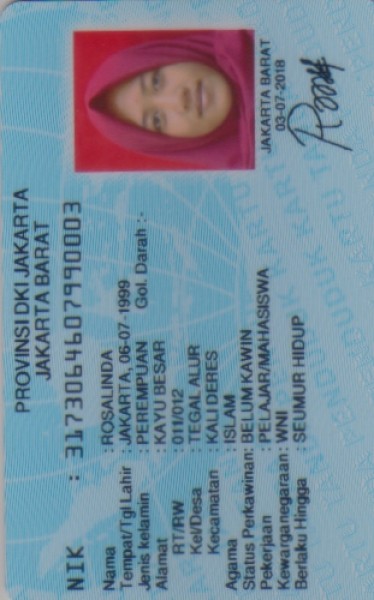 PROVINSI DKI JAKARTA
JAKARTA BARAT
NIK : 3173064607990003
Nama : ROSALINDA
Tempat/Tgl Lahir : JAKARTA, 06-07-1999
Jenis kelamin : PEREMPUAN Gol. Darah :-
Alamat : KAYU BESAR
RT/RW : 011/012
Kel/Desa : TEGAL ALUR
Kecamatan : KALI DERES
Agama : ISLAM
Status Perkawinan: BELUM KAWIN
Pekerjaan : PELAJAR/MAHASISWA
Kewarganegaraan: WNI
Berlaku Hingga : SEUMUR HIDUP
JAKARTA BARAT
03-07-2018